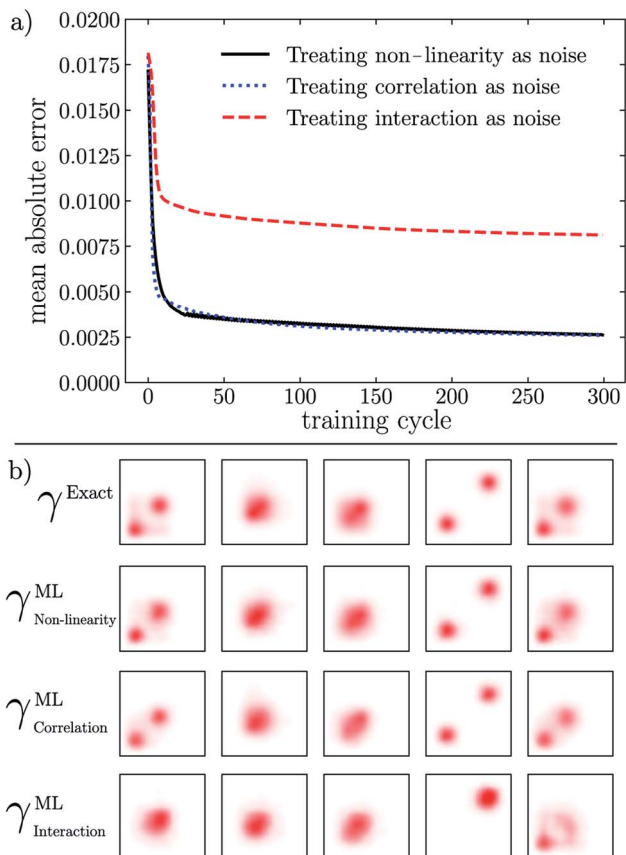 a)
0.0200
0.0175
0.0150
0.0125
0.0100
0.0075
0.0050
0.0025
0.0000
mean absolute error
Treating non-linearity as noise
Treating correlation as noise
Treating interaction as noise
0 50 100 150 200 250 300
training cycle
b)
γ Exact
γ ML Non-linearity
γ ML Correlation
γ ML Interaction